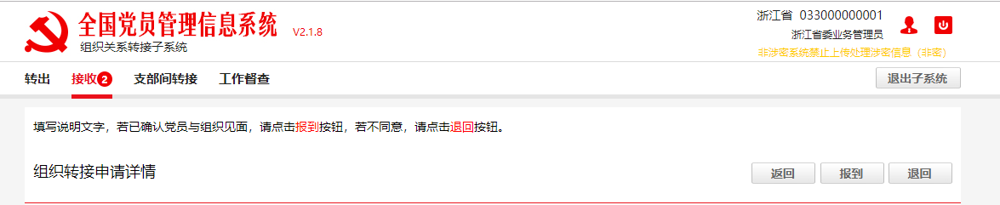 全国党员管理信息系统 V2.1.8
组织关系转接子系统
浙江省 033000000001
浙江省委业务管理员
非涉密系统禁止上传处理涉密信息（非密）
转出 接收2 支部间转接 工作督查 退出子系统
填写说明文字，若已确认党员与组织见面，请点击报到按钮，若不同意，请点击退回按钮。
组织转接申请详情 返回 报到 退回